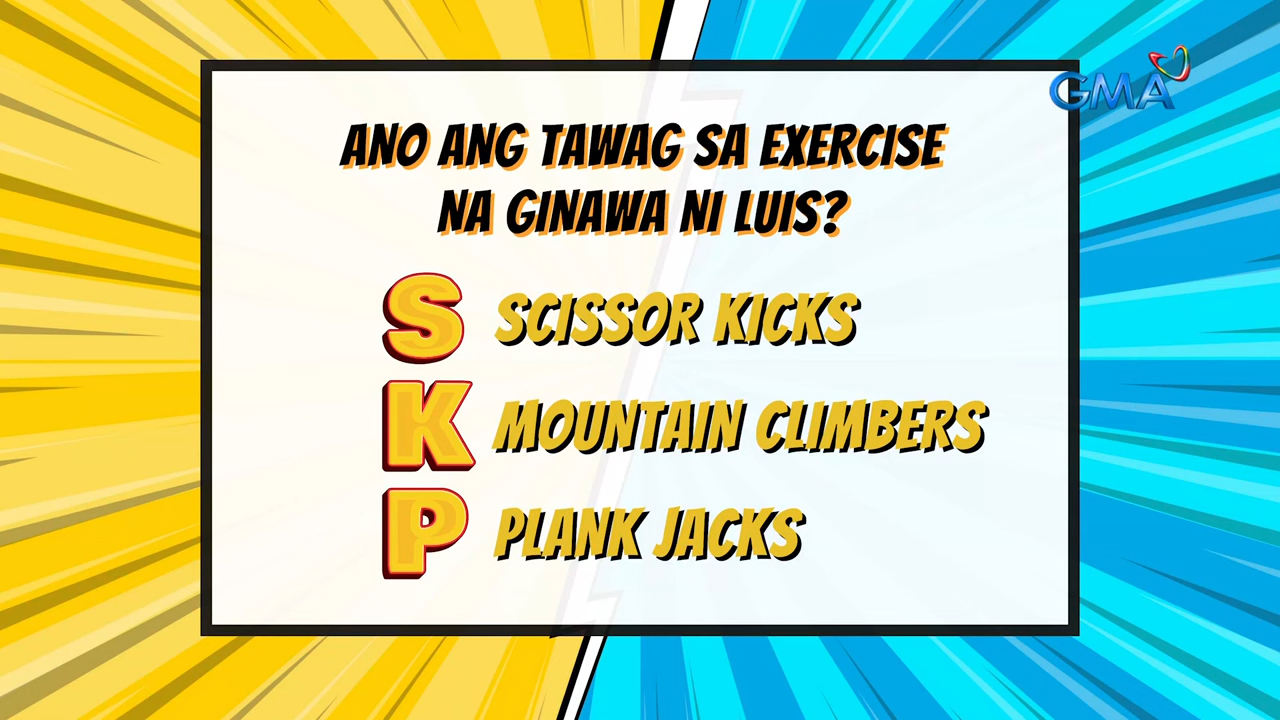 GMA
ANO ANG TAWAG SA EXERCISE
NA GINAWA NI LUIS?
S SCISSOR KICKS
K MOUNTAIN CLIMBERS
P PLANK JACKS